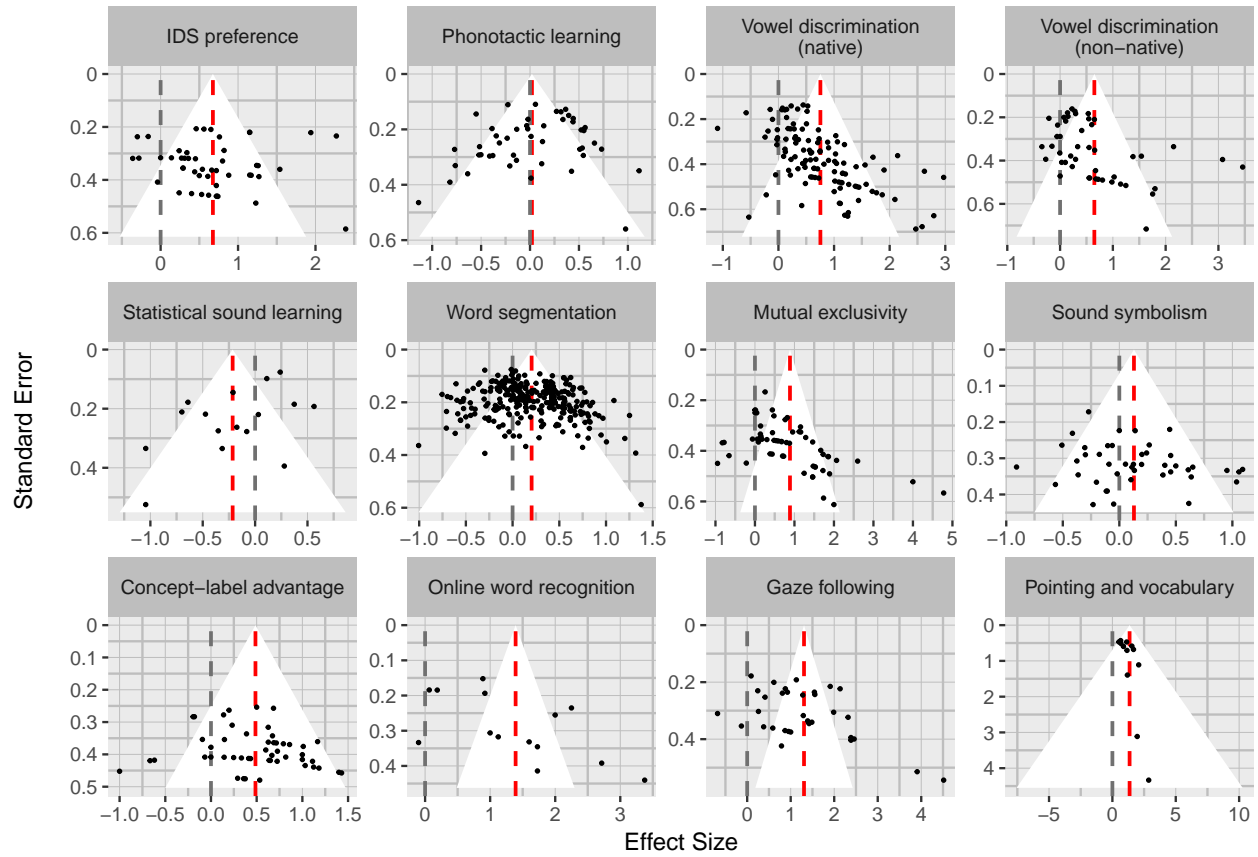 IDS preference
Phonotactic learning
Vowel discrimination
(native)
Vowel discrimination
(non−native)
0
0.2
0.4
0.6
0 1 2
0.0
0.2
0.4
0.6
−1.0 −0.5 0.0 0.5 1.0
0
0.2
0.4
0.6
−1 0 1 2 3
0
0.2
0.4
0.6
−1 0 1 2 3
Statistical sound learning
Word segmentation
Mutual exclusivity
Sound symbolism
0
0.2
0.4
−1.0 −0.5 0.0 0.5
0
0.2
0.4
0.6
−1.0 −0.5 0.0 0.5 1.0 1.5
0
0.2
0.4
0.6
−1 0 1 2 3 4 5
0
0.1
0.2
0.3
0.4
−1.0 −0.5 0.0 0.5 1.0
Concept−label advantage
Online word recognition
Gaze following
Pointing and vocabulary
0
0.1
0.2
0.3
0.4
0.5
−1.0 −0.5 0.0 0.5 1.0 1.5
0
0.1
0.2
0.3
0.4
0 1 2 3
0
0.2
0.4
0 1 2 3 4
0
1
2
3
4
−5 0 5 10
Standard Error
Effect Size